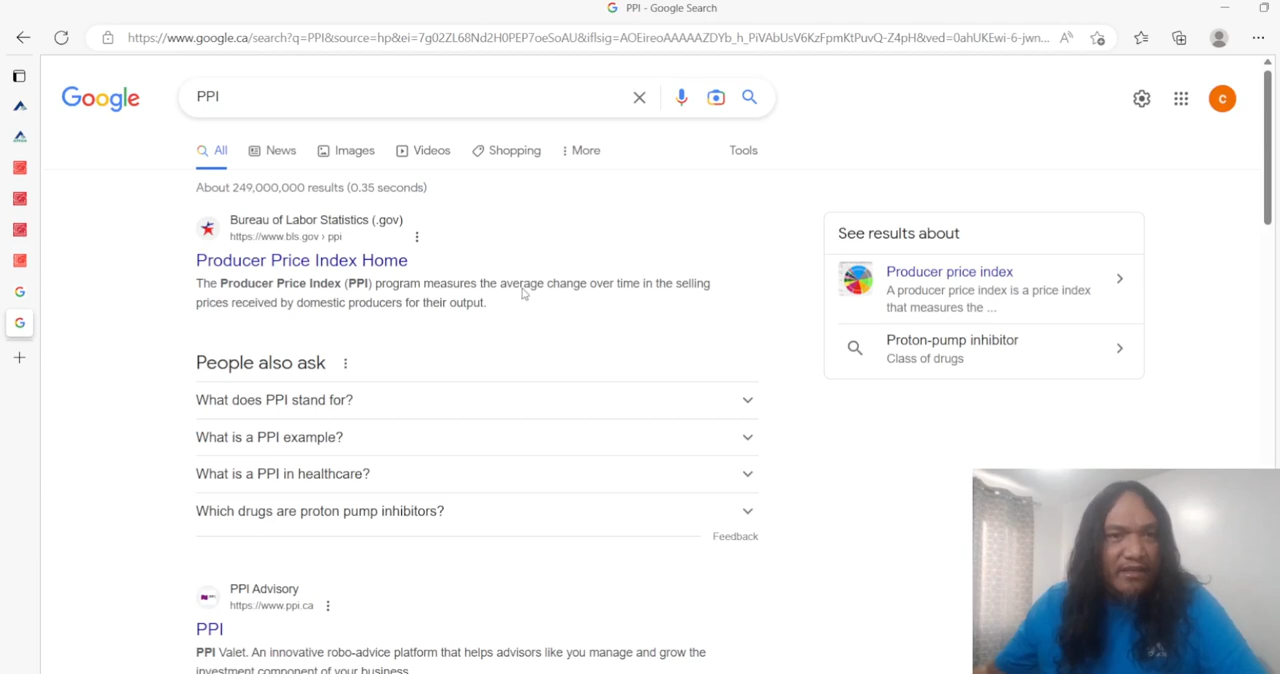 PPI - Google Search
https://www.google.ca/search?q=PPI&source=hp&ei=7g02ZL68Nd2H0PEP7oeSoAU&iflsig=AOEireoAAAAAZDYb_h_PiVAbUsV6KzFpmKtPuvQ-Z4pH&ved=0ahUKEwi-6-jwn...
Google
PPI
C
All News Images Videos Shopping More Tools
About 249,000,000 results (0.35 seconds)
Bureau of Labor Statistics (.gov)
https://www.bls.gov › ppi
Producer Price Index Home
The Producer Price Index (PPI) program measures the average change over time in the selling
prices received by domestic producers for their output.
See results about
Producer price index
A producer price index is a price index
that measures the ...
Proton-pump inhibitor
Class of drugs
People also ask
What does PPI stand for?
What is a PPI example?
What is a PPI in healthcare?
Which drugs are proton pump inhibitors?
Feedback
PPI Advisory
https://www.ppi.ca
PPI
PPI Valet. An innovative robo-advice platform that helps advisors like you manage and grow the
investment component of your business.